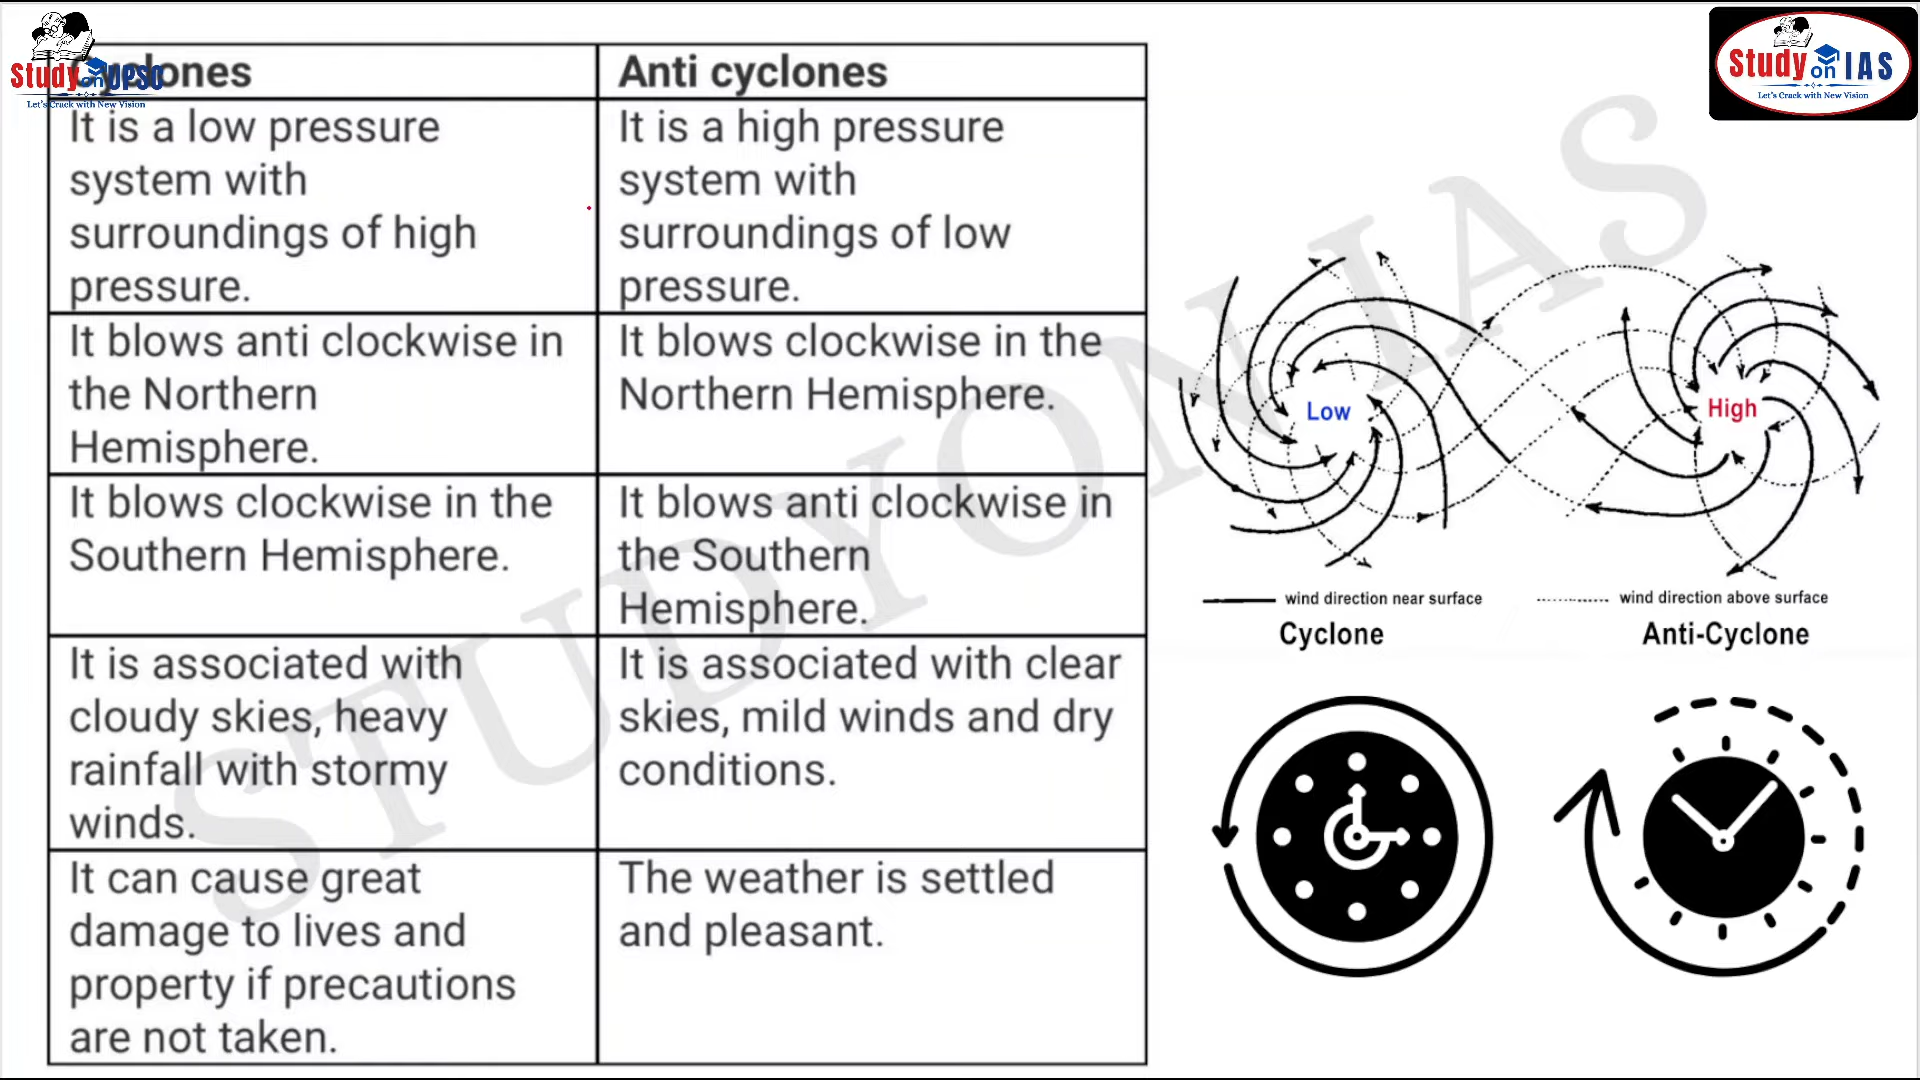 Study on UPSC
Let's Crack with New Vision
Study on IAS
Let's Crack with New Vision
Cyclones
Anti cyclones
It is a low pressure
system with
surroundings of high
pressure.
It is a high pressure
system with
surroundings of low
pressure.
It blows anti clockwise in
the Northern
Hemisphere.
It blows clockwise in the
Northern Hemisphere.
It blows clockwise in the
Southern Hemisphere.
It blows anti clockwise in
the Southern
Hemisphere.
It is associated with
cloudy skies, heavy
rainfall with stormy
winds.
It is associated with clear
skies, mild winds and dry
conditions.
It can cause great
damage to lives and
property if precautions
are not taken.
The weather is settled
and pleasant.
Low
High
wind direction near surface
wind direction above surface
Cyclone
Anti-Cyclone
STUDYONIAS